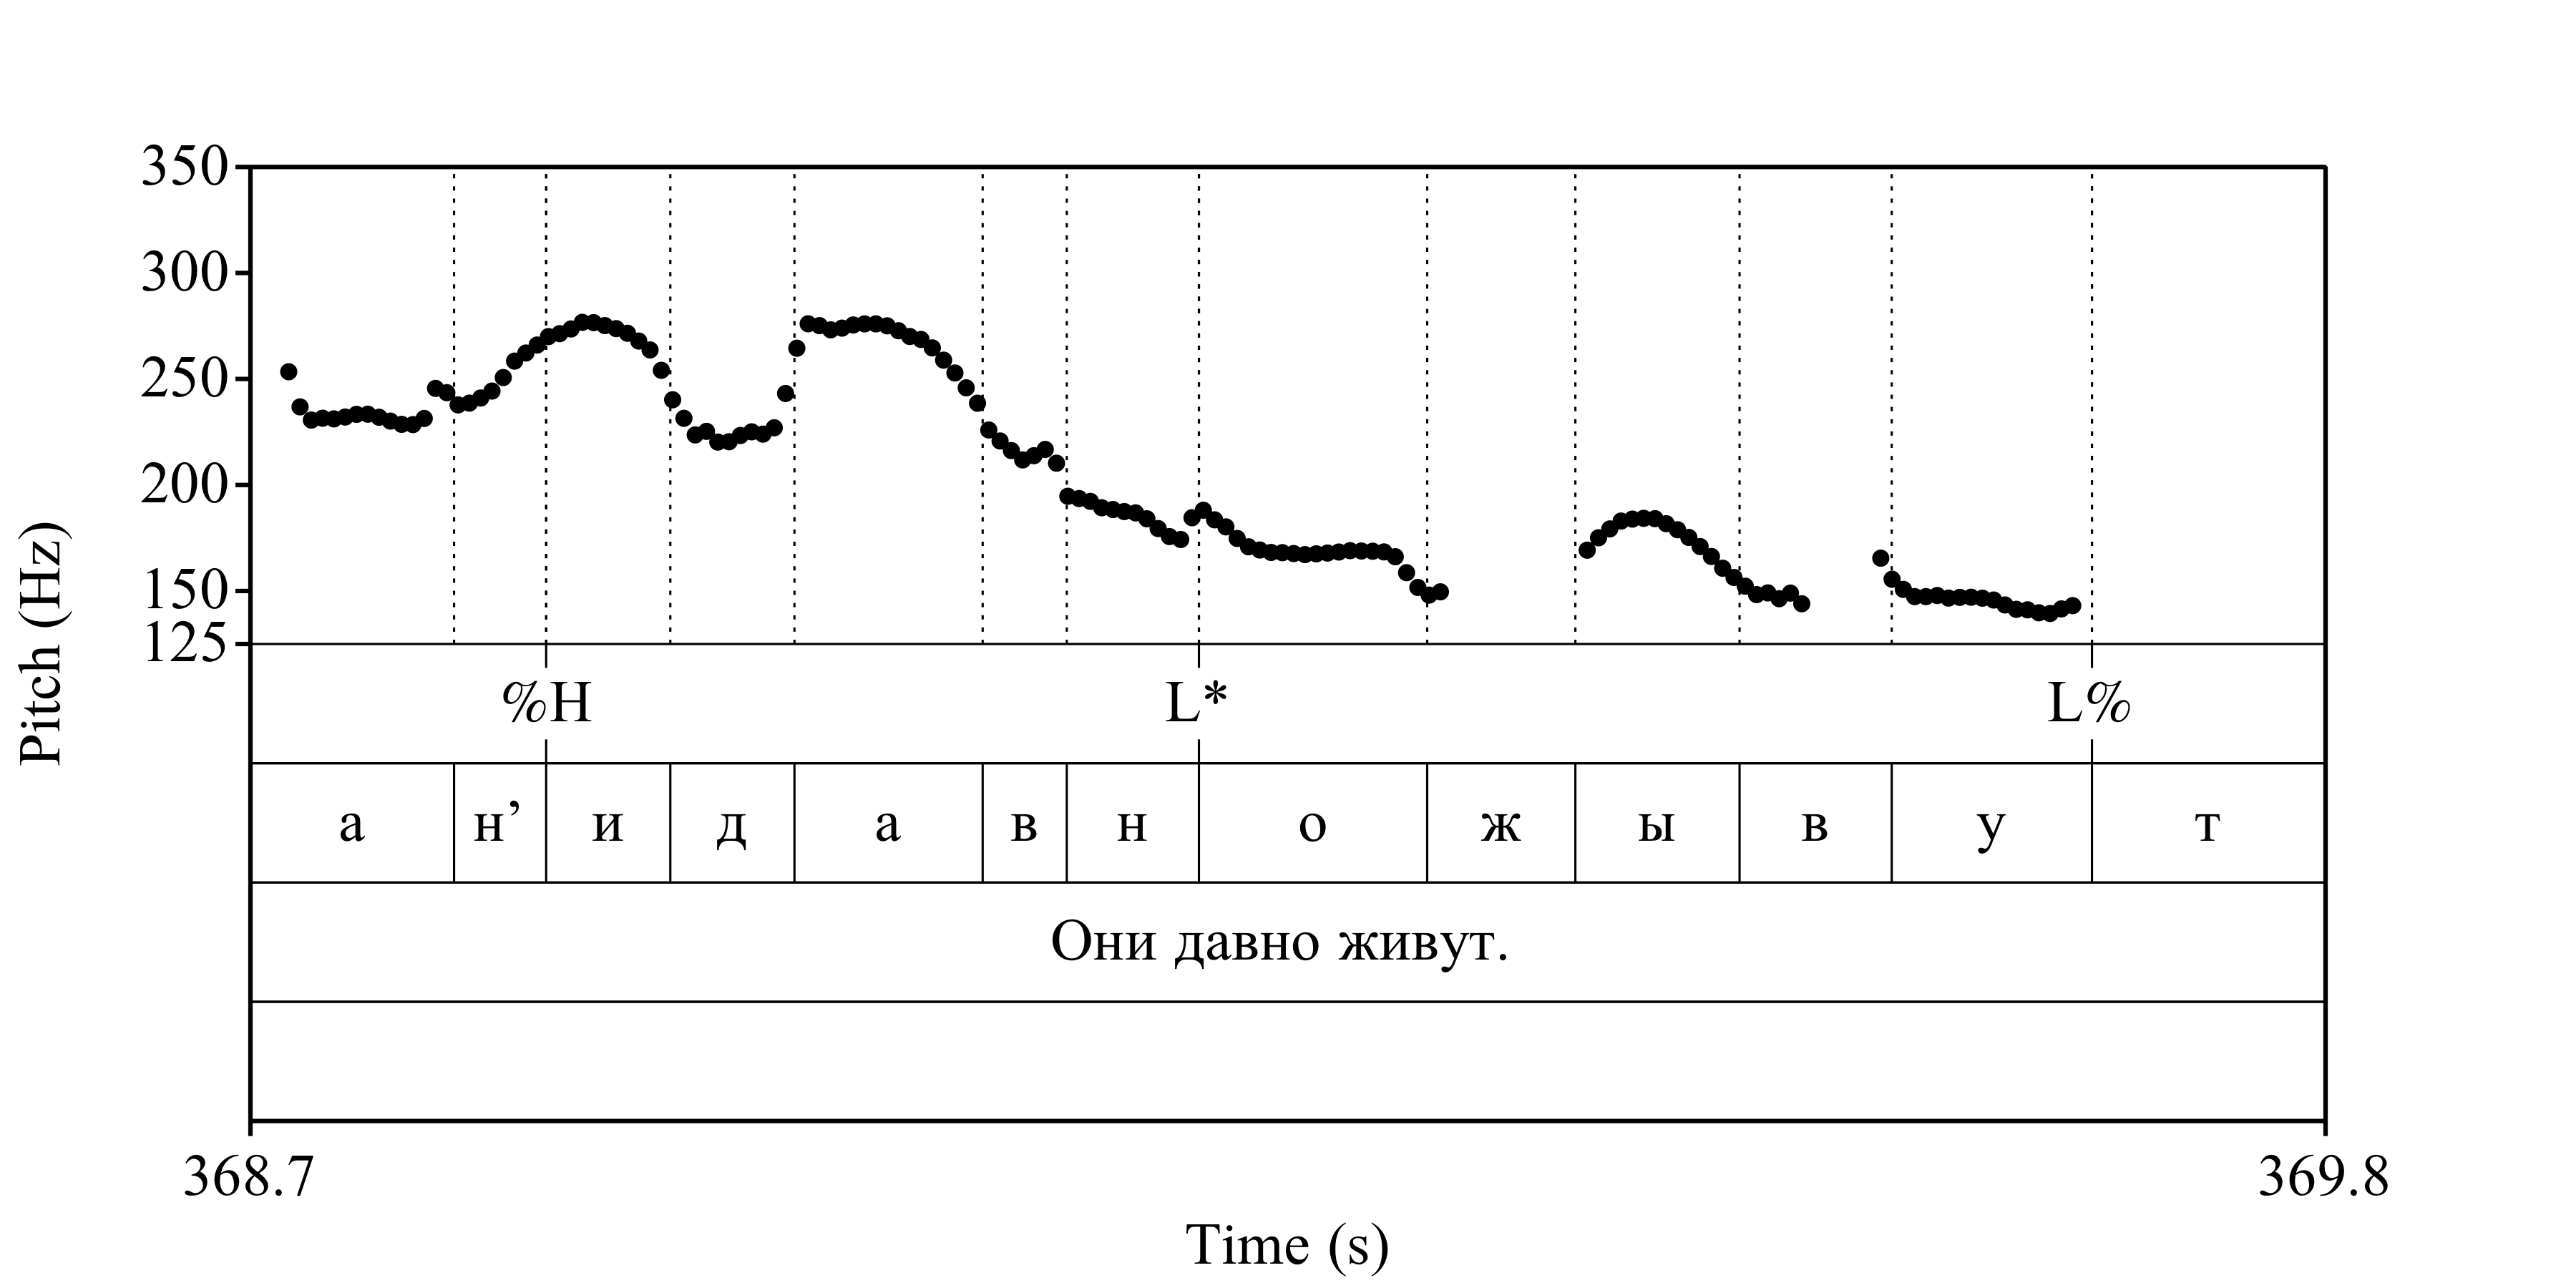 350
300
250
200
150
125
Pitch (Hz)
%H L* L%
а н’ и д а в н о ж ы в у т
Они давно живут.
368.7 369.8
Time (s)